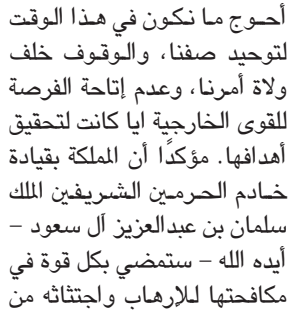 أحوج ما نكون في هذا الوقت
لتوحيد صفنا، والوقوف خلف
ولاة أمرنا، وعدم إتاحة الفرصة
للقوى الخارجية ايا كانت لتحقيق
أهدافها. مؤكدًا أن المملكة بقيادة
خادم الحرمين الشريفين الملك
سلمان بن عبدالعزيز آل سعود –
أيده الله – ستمضي بكل قوة في
مكافحتها للإرهاب واجتثاثه من